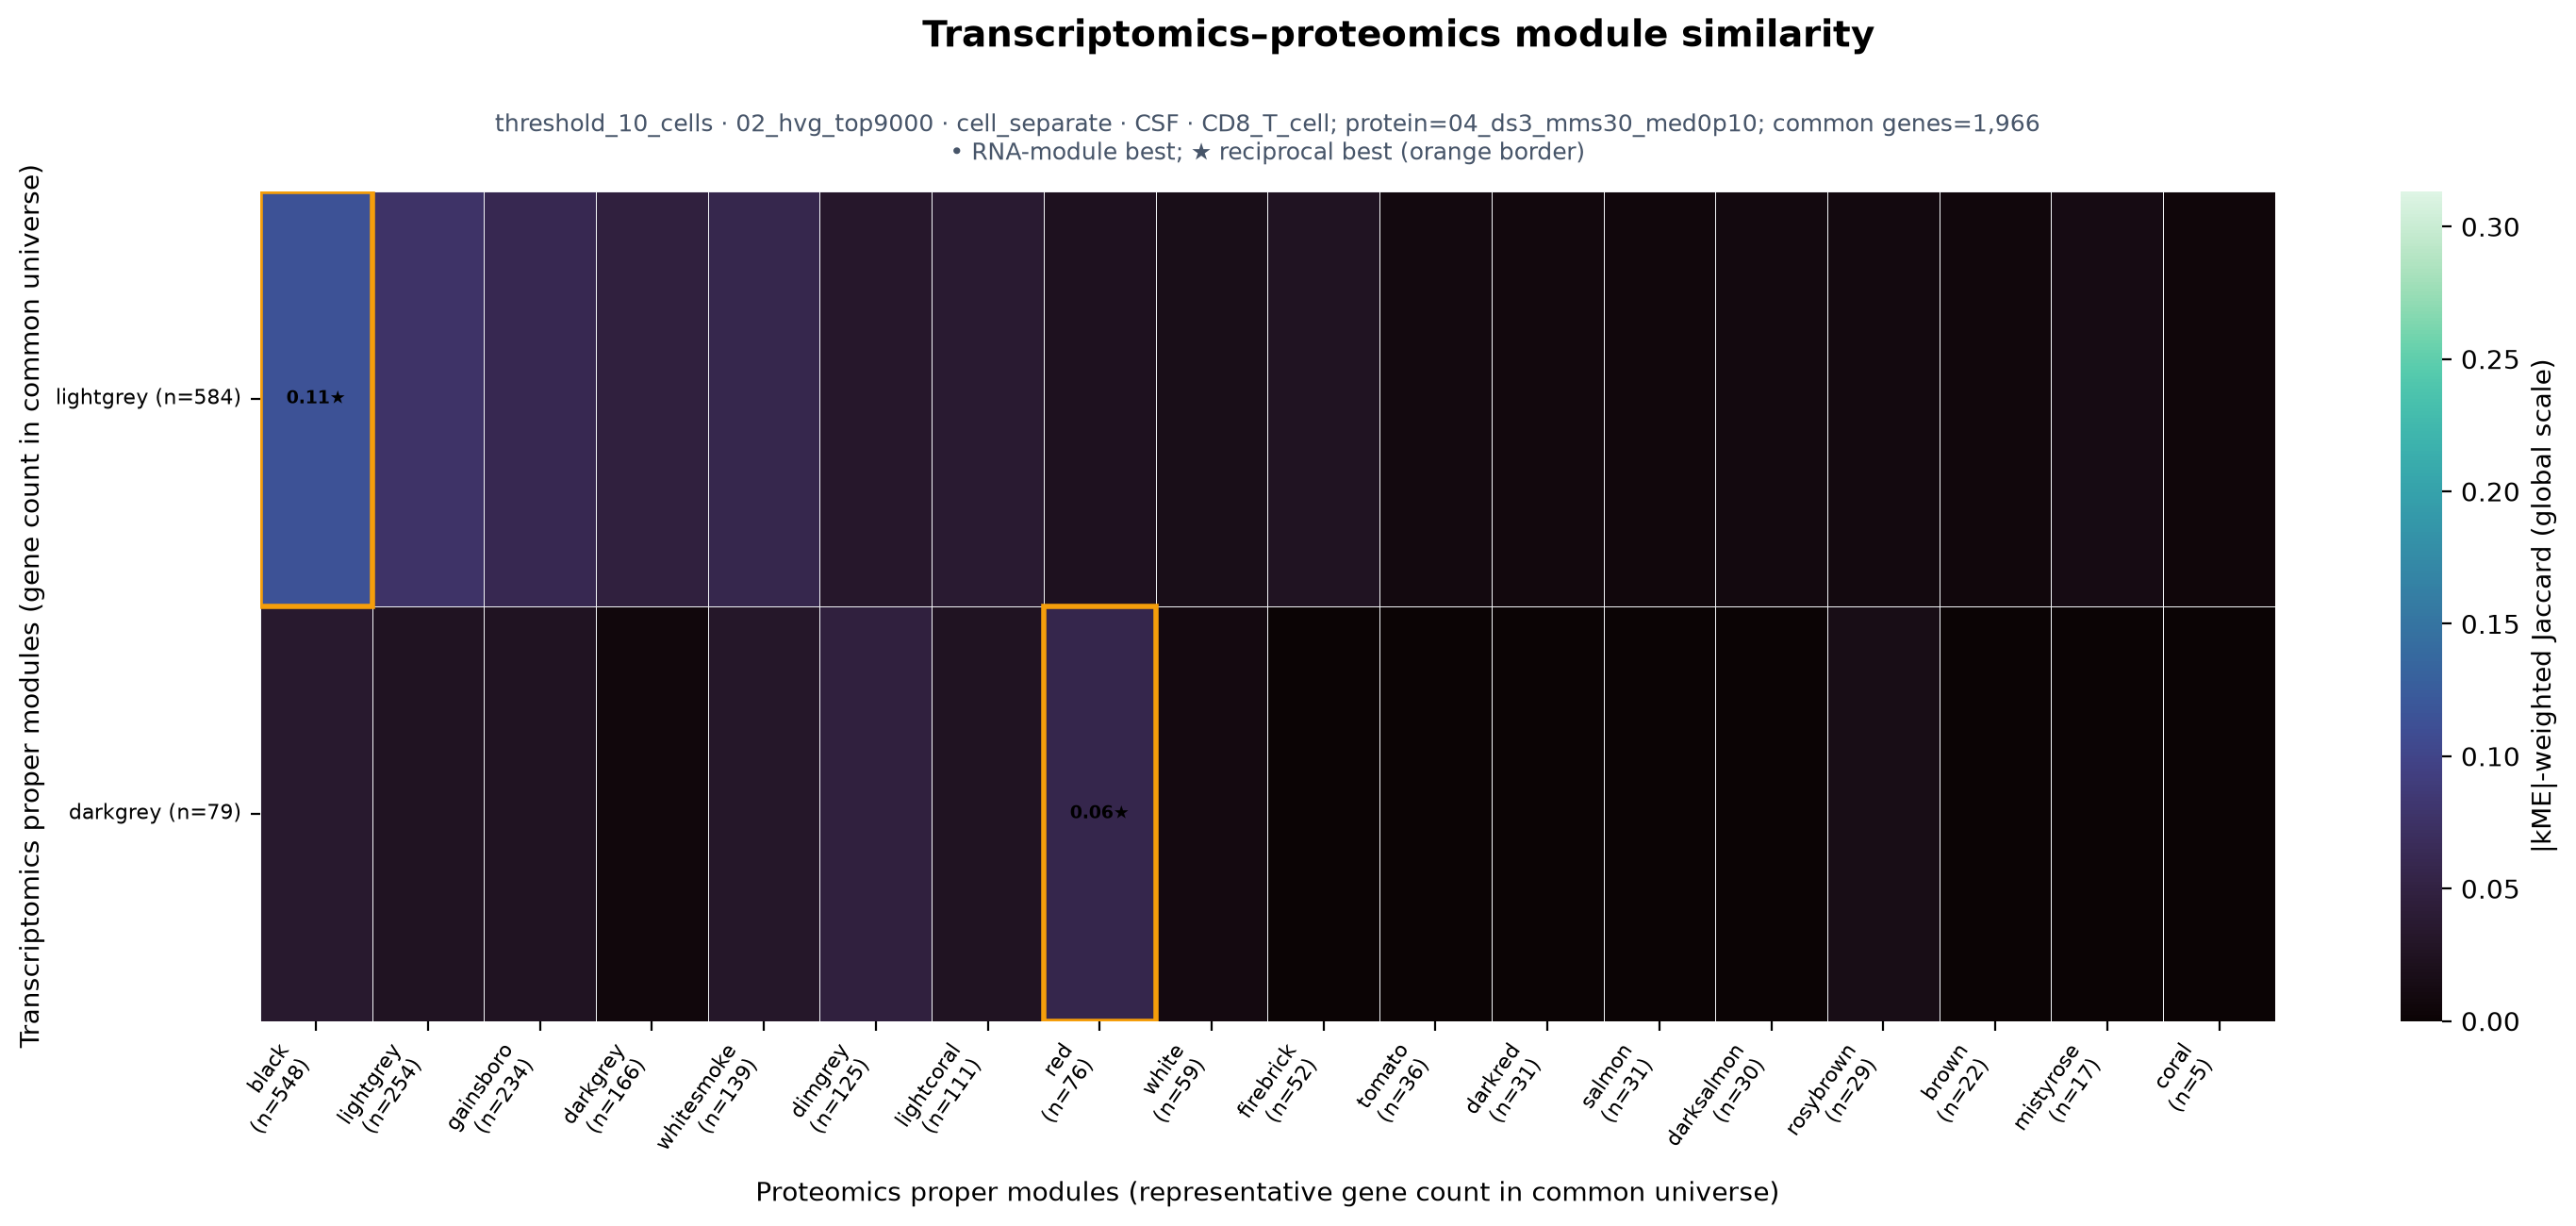 Transcriptomics–proteomics module similarity
threshold_10_cells · 02_hvg_top9000 · cell_separate · CSF · CD8_T_cell; protein=04_ds3_mms30_med0p10; common genes=1,966
• RNA-module best; ★ reciprocal best (orange border)
Transcriptomics proper modules (gene count in common universe)
lightgrey (n=584)
darkgrey (n=79)
0.11★
0.06★
black
(n=548)
lightgrey
(n=254)
gainsboro
(n=234)
darkgrey
(n=166)
whitesmoke
(n=139)
dimgrey
(n=125)
lightcoral
(n=111)
red
(n=76)
white
(n=59)
firebrick
(n=52)
tomato
(n=36)
darkred
(n=31)
salmon
(n=31)
darksalmon
(n=30)
rosybrown
(n=29)
brown
(n=22)
mistyrose
(n=17)
coral
(n=5)
Proteomics proper modules (representative gene count in common universe)
0.30
0.25
0.20
0.15
0.10
0.05
0.00
|kME|-weighted Jaccard (global scale)